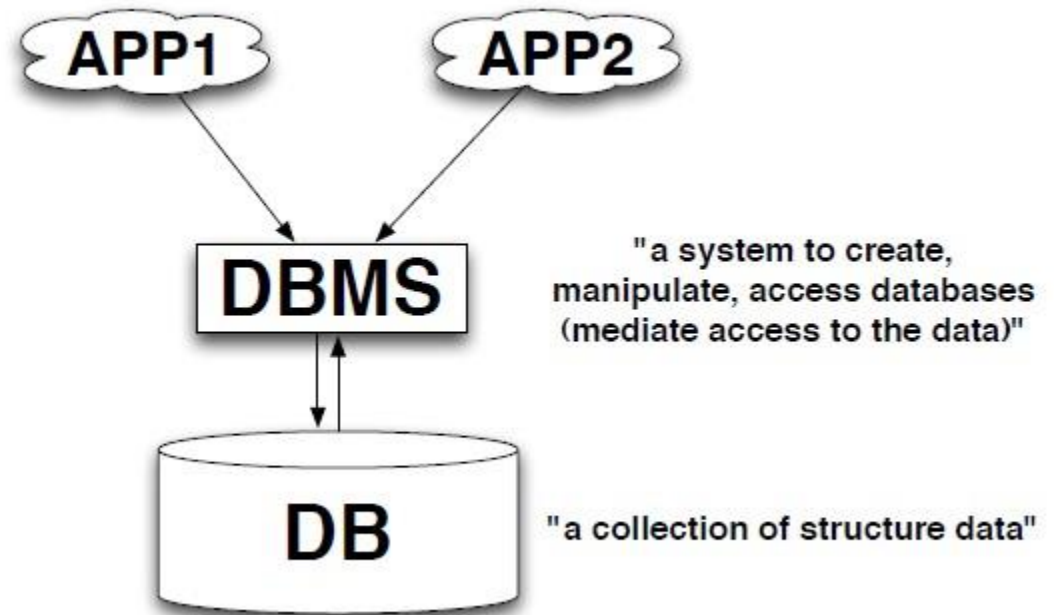 APP1
APP2
DBMS
"a system to create,
manipulate, access databases
(mediate access to the data)"
DB
"a collection of structure data"